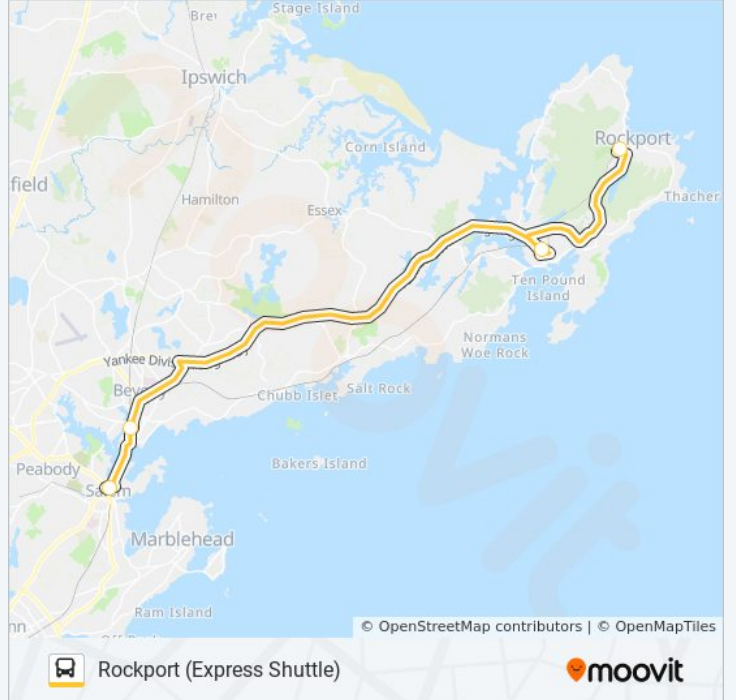 Stage Island
Ipswich
Corn Island
Rockport
field
Hamilton
Thacher
Essex
Ten Pound
Island
Normans
Woe Rock
Yankee Divis
Chubb Islet
Salt Rock
Peabody
Bakers Island
Marblehead
Ram Island
© OpenStreetMap contributors | © OpenMapTiles
Rockport (Express Shuttle)
moovit